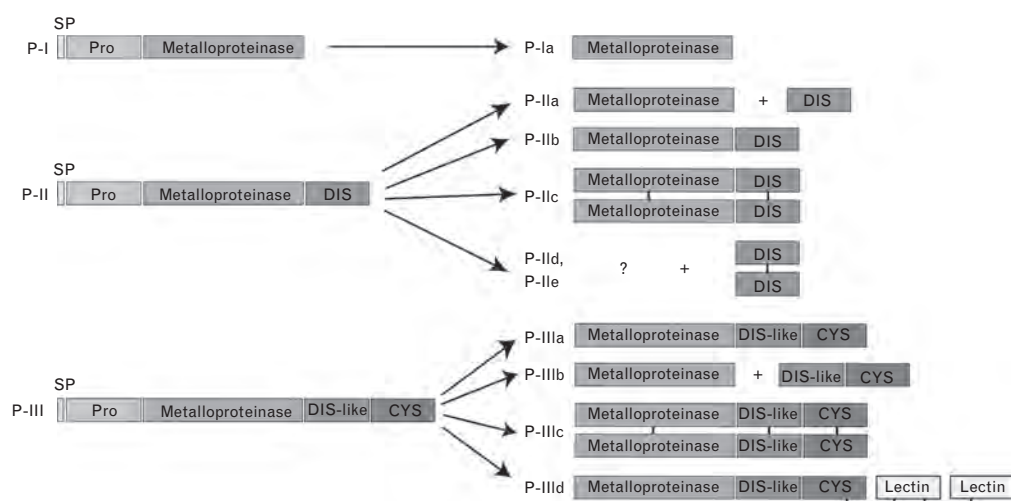 SP
P-I Pro Metalloproteinase P-Ia Metalloproteinase
P-IIa Metalloproteinase + DIS
P-IIb Metalloproteinase DIS
SP
P-II Pro Metalloproteinase DIS
P-IIc Metalloproteinase DIS
Metalloproteinase DIS
P-IId,
P-IIe ? + DIS
DIS
P-IIIa Metalloproteinase DIS-like CYS
P-IIIb Metalloproteinase + DIS-like CYS
SP
P-III Pro Metalloproteinase DIS-like CYS
P-IIIc Metalloproteinase DIS-like CYS
Metalloproteinase DIS-like CYS
P-IIId Metalloproteinase DIS-like CYS Lectin Lectin